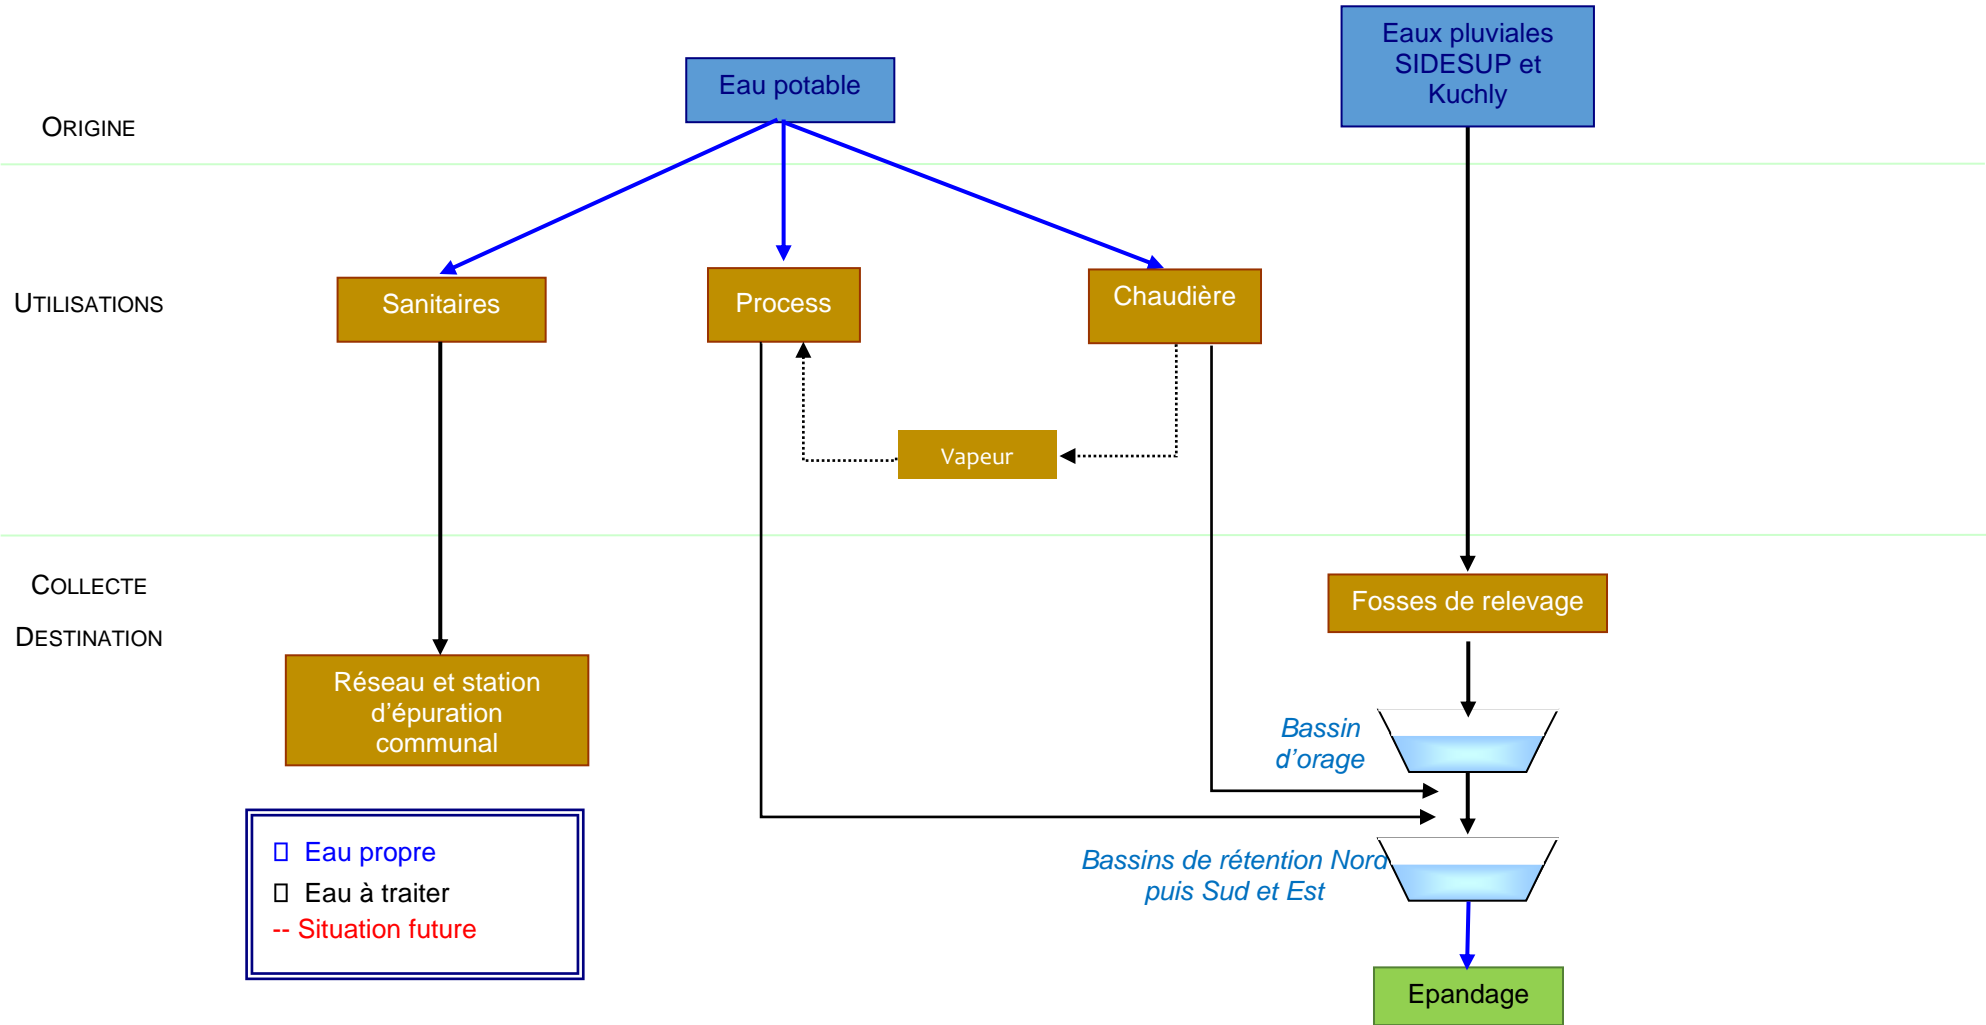 Eaux pluviales
SIDESUP et
Kuchly
Eau potable
ORIGINE
UTILISATIONS
Sanitaires
Process
Chaudière
Vapeur
COLLECTE
DESTINATION
Fosses de relevage
Réseau et station
d’épuration
communal
Bassin
d’orage
Bassins de rétention Nord
puis Sud et Est
Eau propre
Eau à traiter
-- Situation future
Epandage